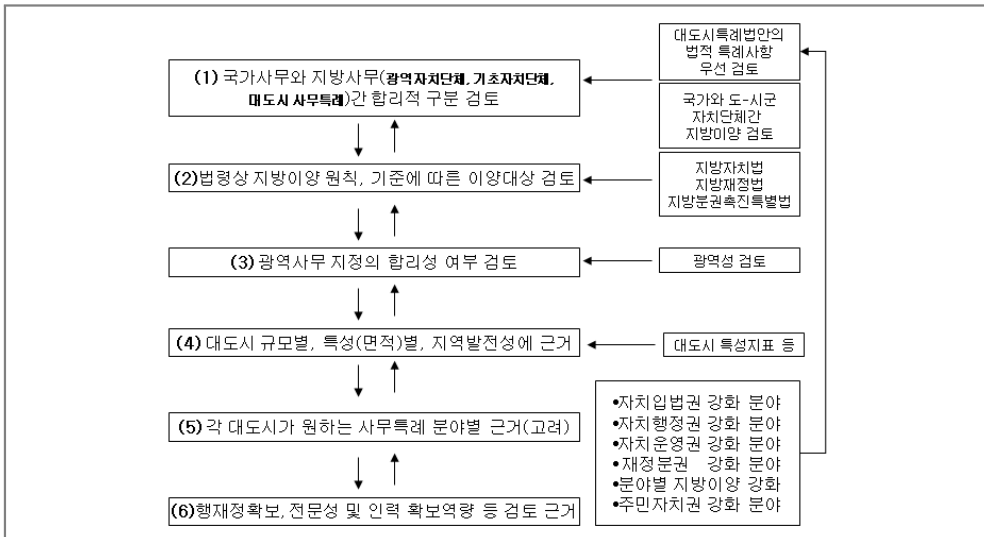 (1) 국가사무와 지방사무(광역자치단체, 기초자치단체,
대도시 사무특례)간 합리적 구분 검토
대도시특례법안의
법적 특례사항
우선 검토
국가와 도-시군
자치단체간
지방이양 검토
(2)법령상 지방이양 원칙, 기준에 따른 이양대상 검토
지방자치법
지방재정법
지방분권촉진특별법
(3) 광역사무 지정의 합리성 여부 검토
광역성 검토
(4) 대도시 규모별, 특성(면적)별, 지역발전성에 근거
대도시 특성지표 등
(5) 각 대도시가 원하는 사무특례 분야별 근거(고려)
(6)행재정확보, 전문성 및 인력 확보역량 등 검토 근거
•자치입법권 강화 분야
•자치행정권 강화 분야
•자치운영권 강화 분야
•재정분권 강화 분야
•분야별 지방이양 강화
•주민자치권 강화 분야